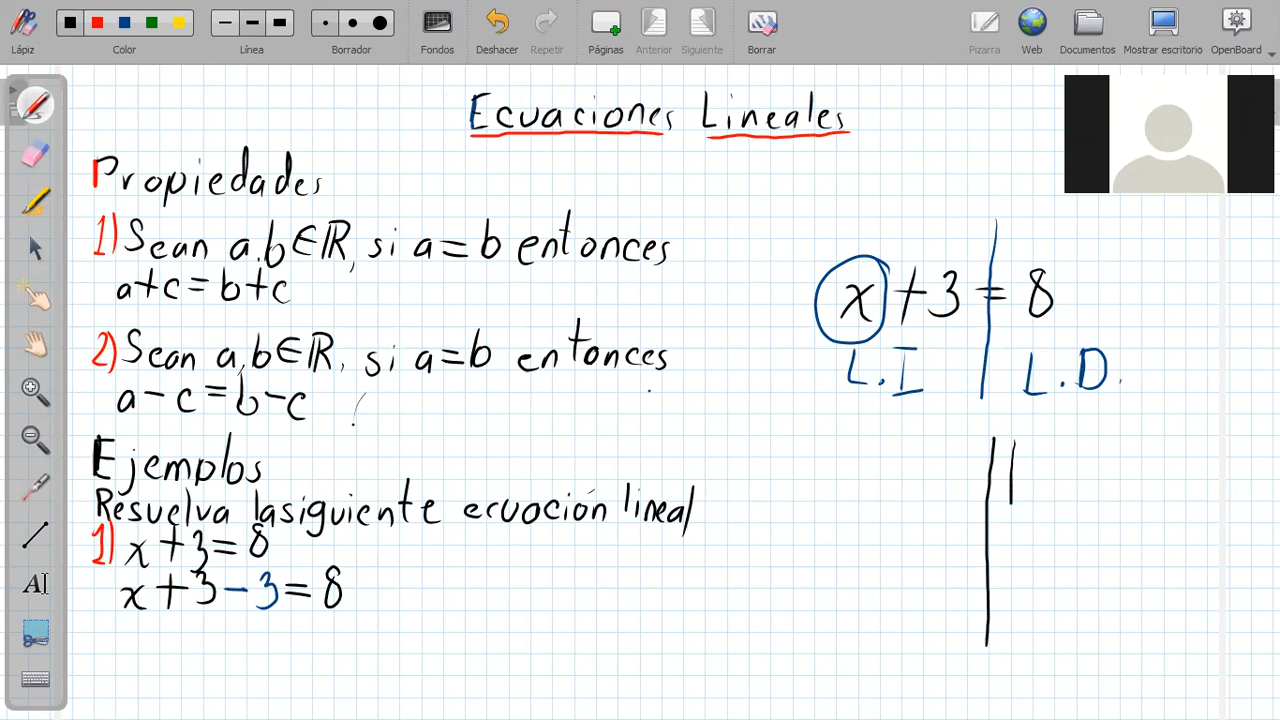 Lápiz Color Línea Borrador Fondos Deshacer Repetir Páginas Anterior Siguiente Borrar Pizarra Web Documentos Mostrar escritorio OpenBoard
Ecuaciones Lineales
Propiedades
1) Sean a,b∈ℝ, si a=b entonces
a+c=b+c
2) Sean a,b∈ℝ, si a=b entonces
a-c=b-c
Ejemplos
Resuelva la siguiente ecuación lineal
1) x+3=8
x+3-3=8
x+3=8
L.I L.D.